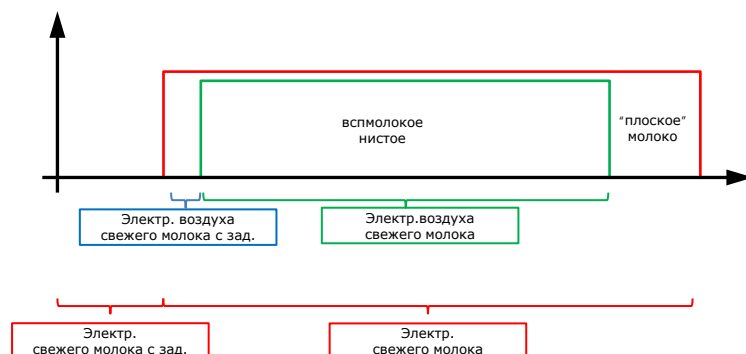 вспмолокое
нистое
“плоское”
молоко
Электр. воздуха
свежего молока с зад.
Электр.воздуха
свежего молока
Электр.
свежего молока с зад.
Электр.
свежего молока